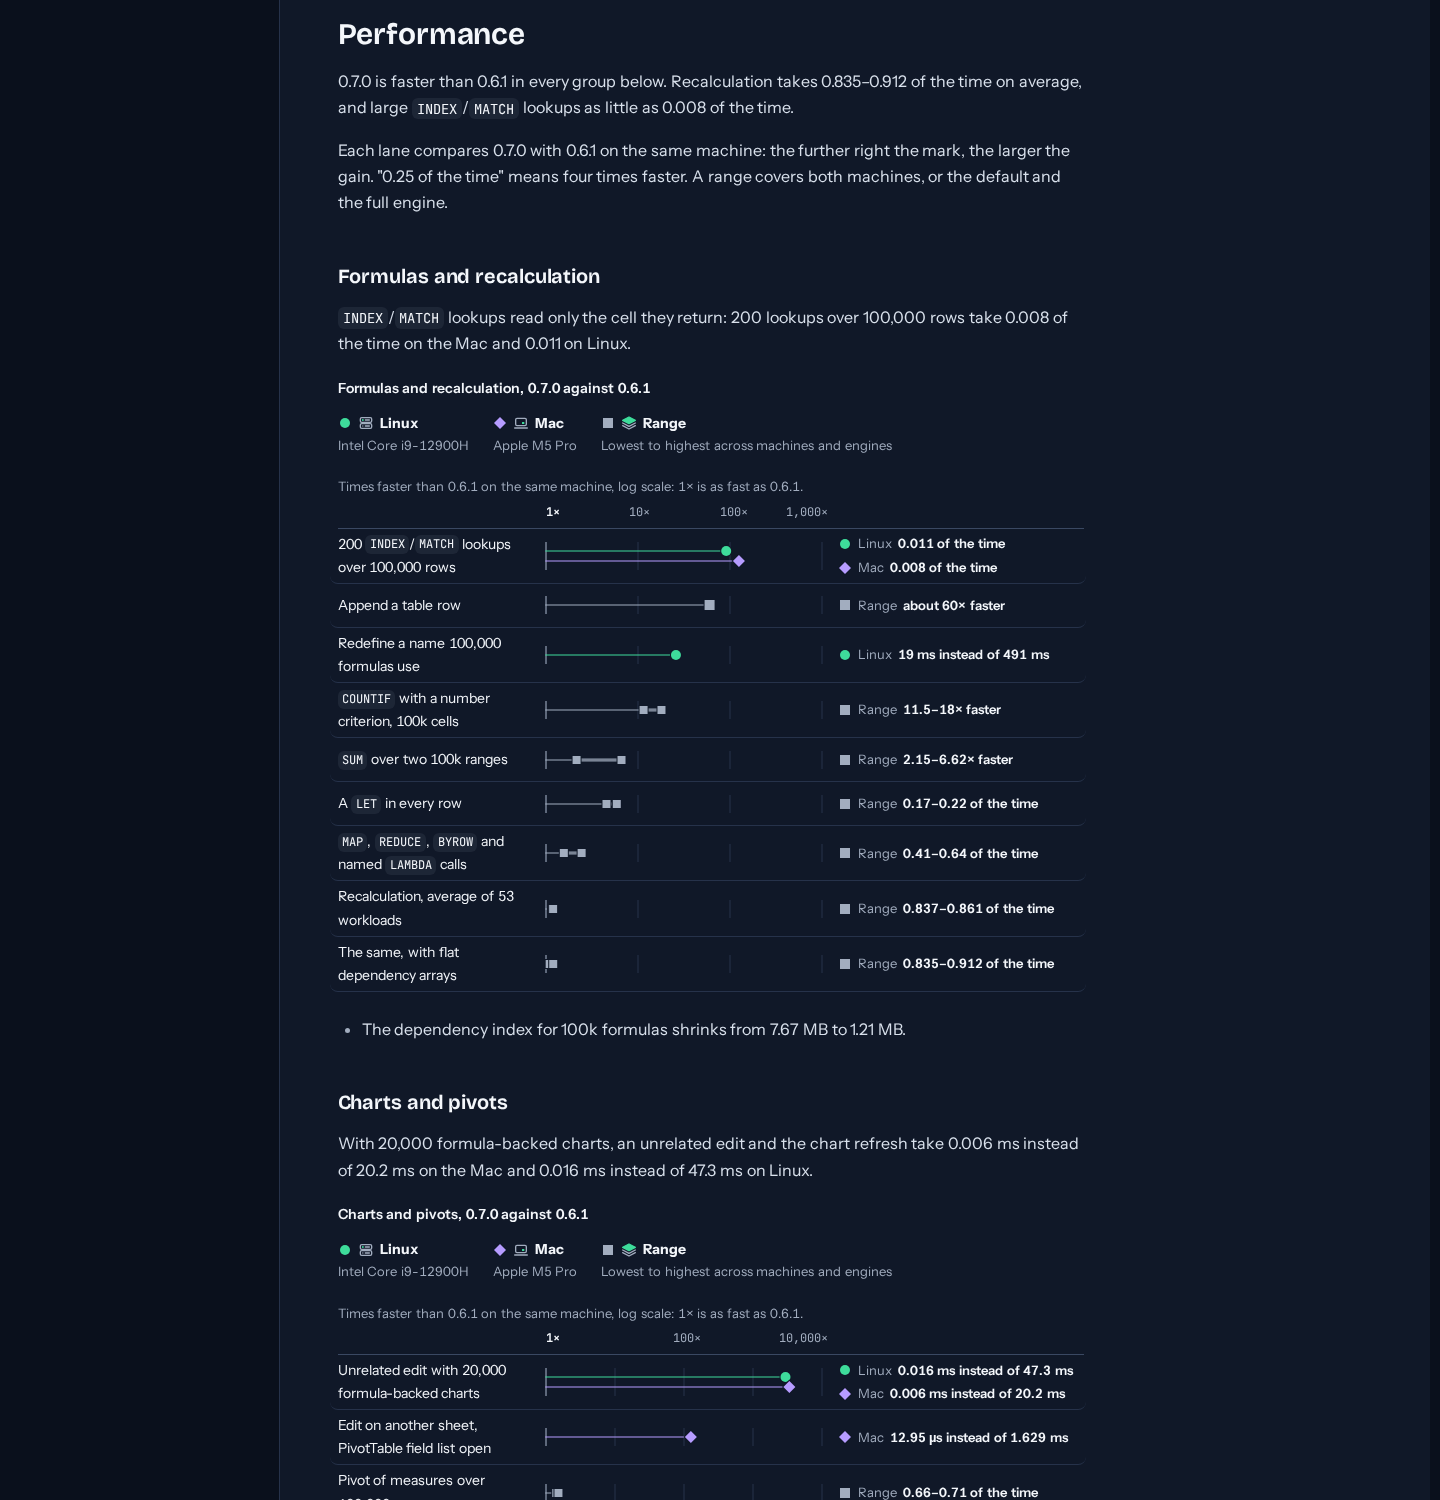 Performance
0.7.0 is faster than 0.6.1 in every group below. Recalculation takes 0.835–0.912 of the time on average,
and large INDEX/MATCH lookups as little as 0.008 of the time.
Each lane compares 0.7.0 with 0.6.1 on the same machine: the further right the mark, the larger the
gain. "0.25 of the time" means four times faster. A range covers both machines, or the default and
the full engine.
Formulas and recalculation
INDEX/MATCH lookups read only the cell they return: 200 lookups over 100,000 rows take 0.008 of
the time on the Mac and 0.011 on Linux.
Formulas and recalculation, 0.7.0 against 0.6.1
Linux Mac Range
Intel Core i9-12900H Apple M5 Pro Lowest to highest across machines and engines
Times faster than 0.6.1 on the same machine, log scale: 1× is as fast as 0.6.1.
1× 10× 100× 1,000×
200 INDEX/MATCH lookups
over 100,000 rows
Linux 0.011 of the time
Mac 0.008 of the time
Append a table row
Range about 60× faster
Redefine a name 100,000
formulas use
Linux 19 ms instead of 491 ms
COUNTIF with a number
criterion, 100k cells
Range 11.5–18× faster
SUM over two 100k ranges
Range 2.15–6.62× faster
A LET in every row
Range 0.17–0.22 of the time
MAP, REDUCE, BYROW and
named LAMBDA calls
Range 0.41–0.64 of the time
Recalculation, average of 53
workloads
Range 0.837–0.861 of the time
The same, with flat
dependency arrays
Range 0.835–0.912 of the time
• The dependency index for 100k formulas shrinks from 7.67 MB to 1.21 MB.
Charts and pivots
With 20,000 formula-backed charts, an unrelated edit and the chart refresh take 0.006 ms instead
of 20.2 ms on the Mac and 0.016 ms instead of 47.3 ms on Linux.
Charts and pivots, 0.7.0 against 0.6.1
Linux Mac Range
Intel Core i9-12900H Apple M5 Pro Lowest to highest across machines and engines
Times faster than 0.6.1 on the same machine, log scale: 1× is as fast as 0.6.1.
1× 100× 10,000×
Unrelated edit with 20,000
formula-backed charts
Linux 0.016 ms instead of 47.3 ms
Mac 0.006 ms instead of 20.2 ms
Edit on another sheet,
PivotTable field list open
Mac 12.95 µs instead of 1.629 ms
Pivot of measures over
Range 0.66–0.71 of the time